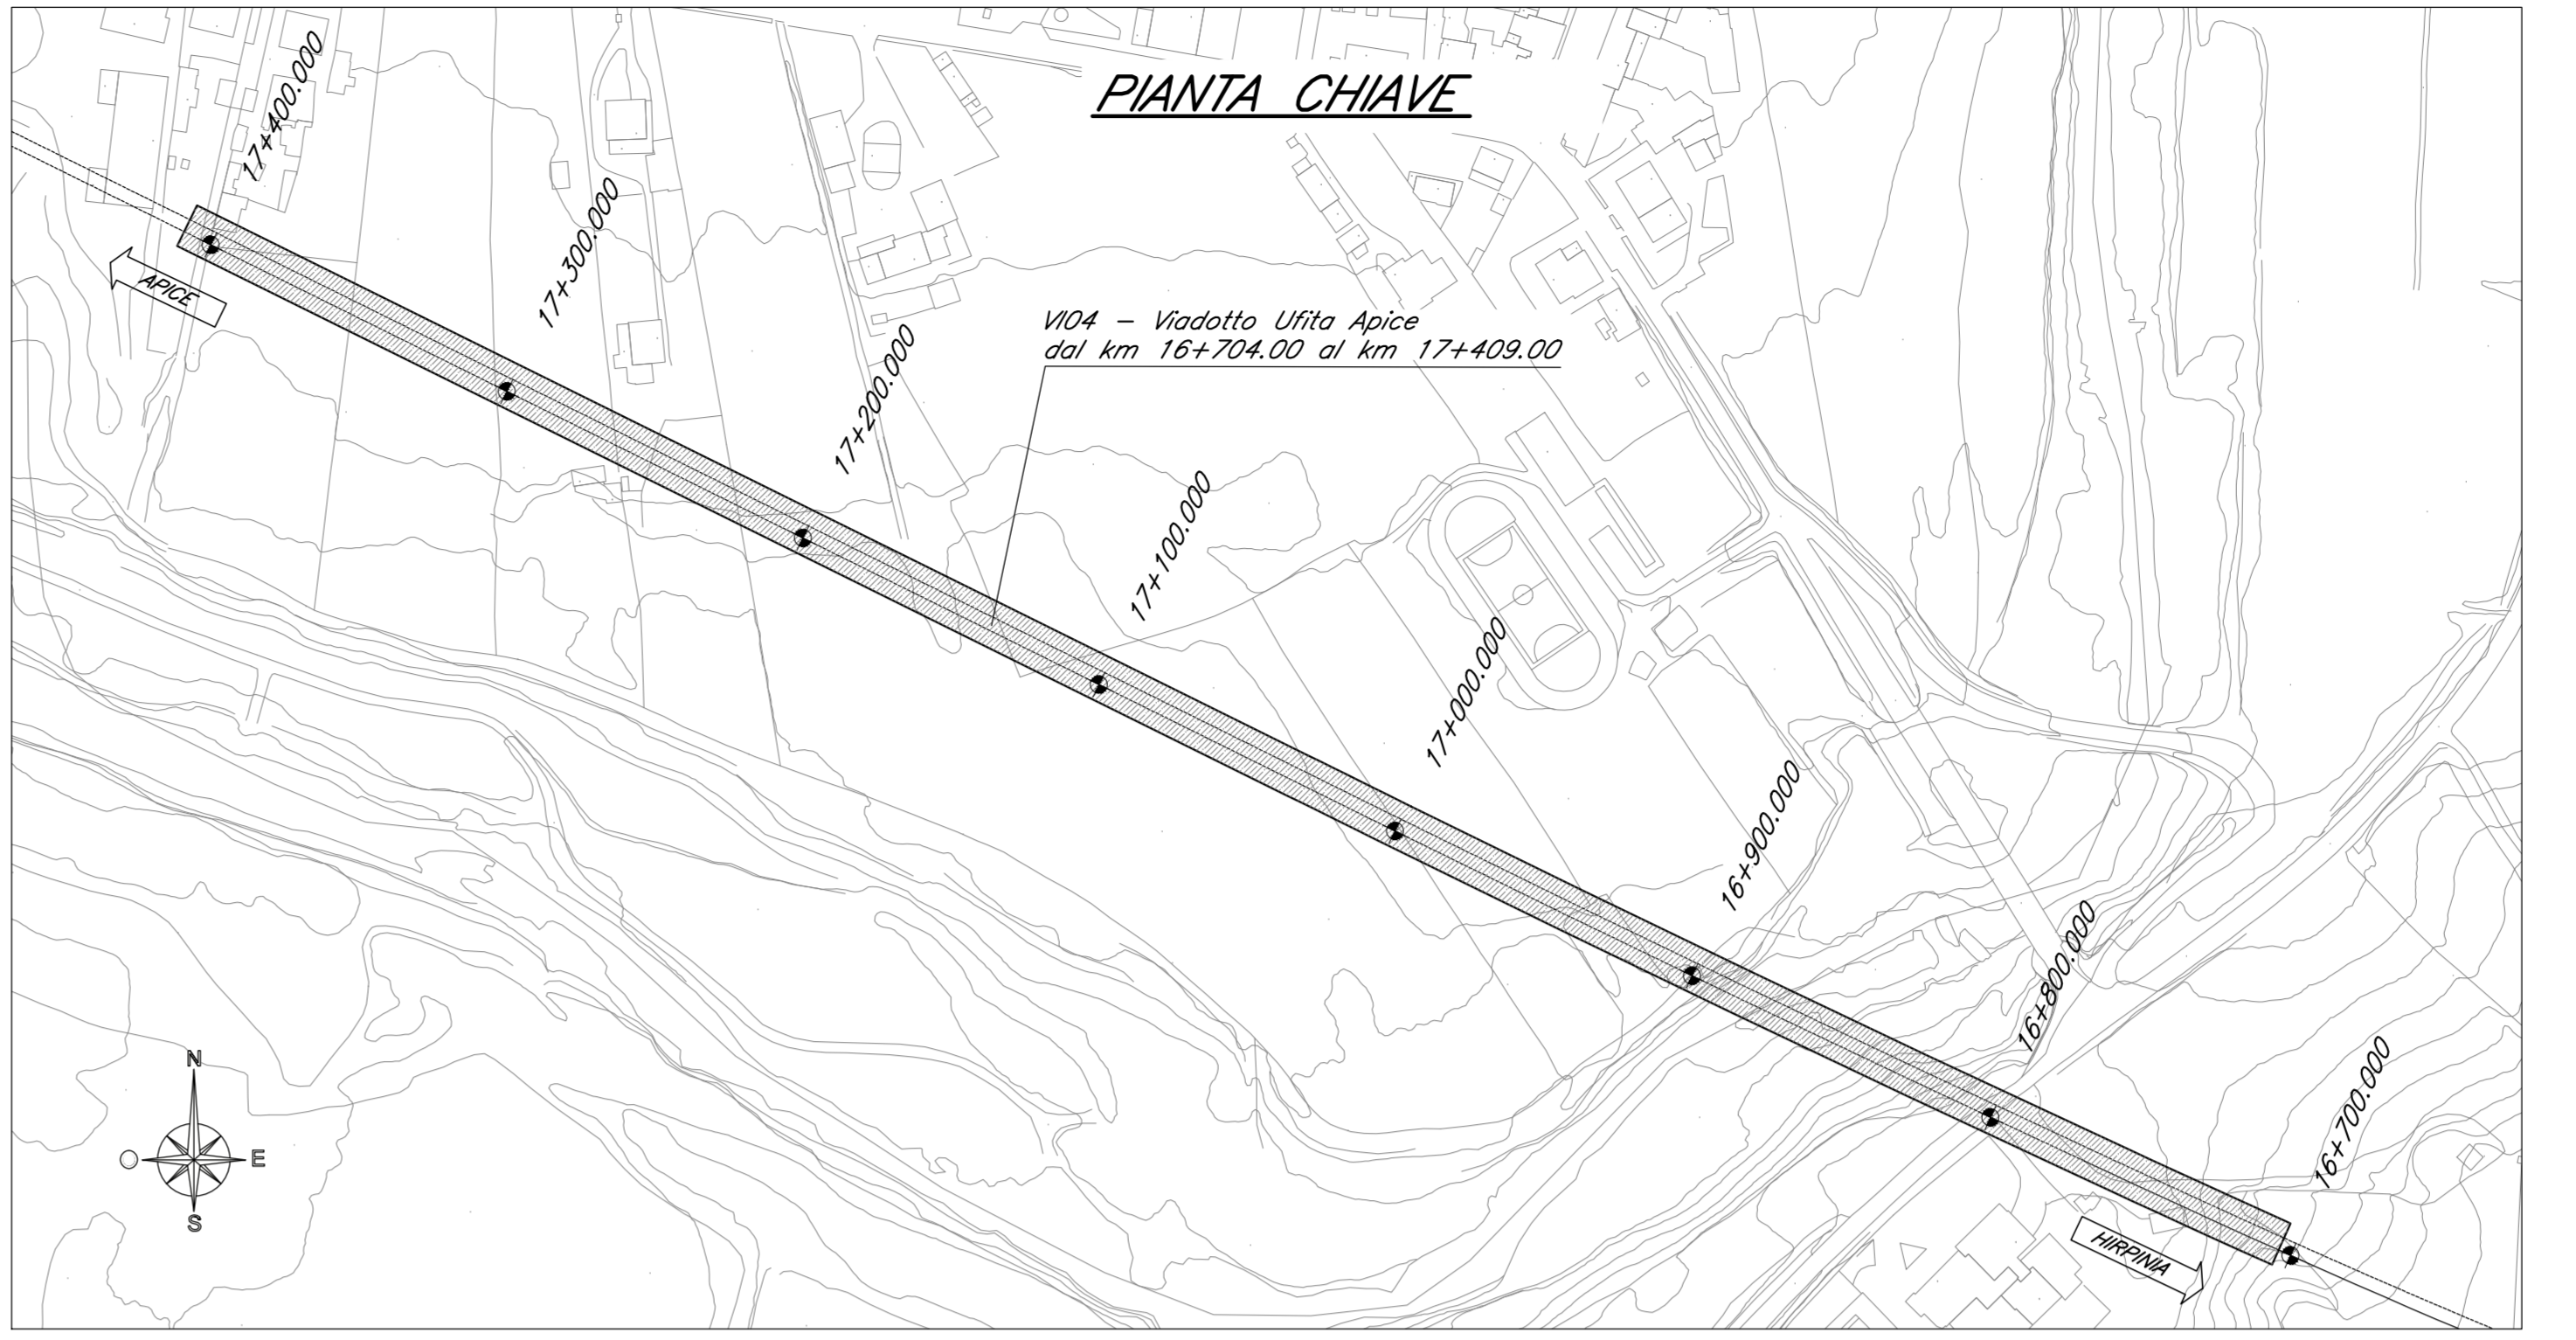 PIANTA CHIAVE
17+400.000
17+300.000
17+200.000
17+100.000
17+000.000
16+900.000
16+800.000
16+700.000
VI04 – Viadotto Ufita Apice
dal km 16+704.00 al km 17+409.00
APICE
HIRPINIA
N
O
E
S